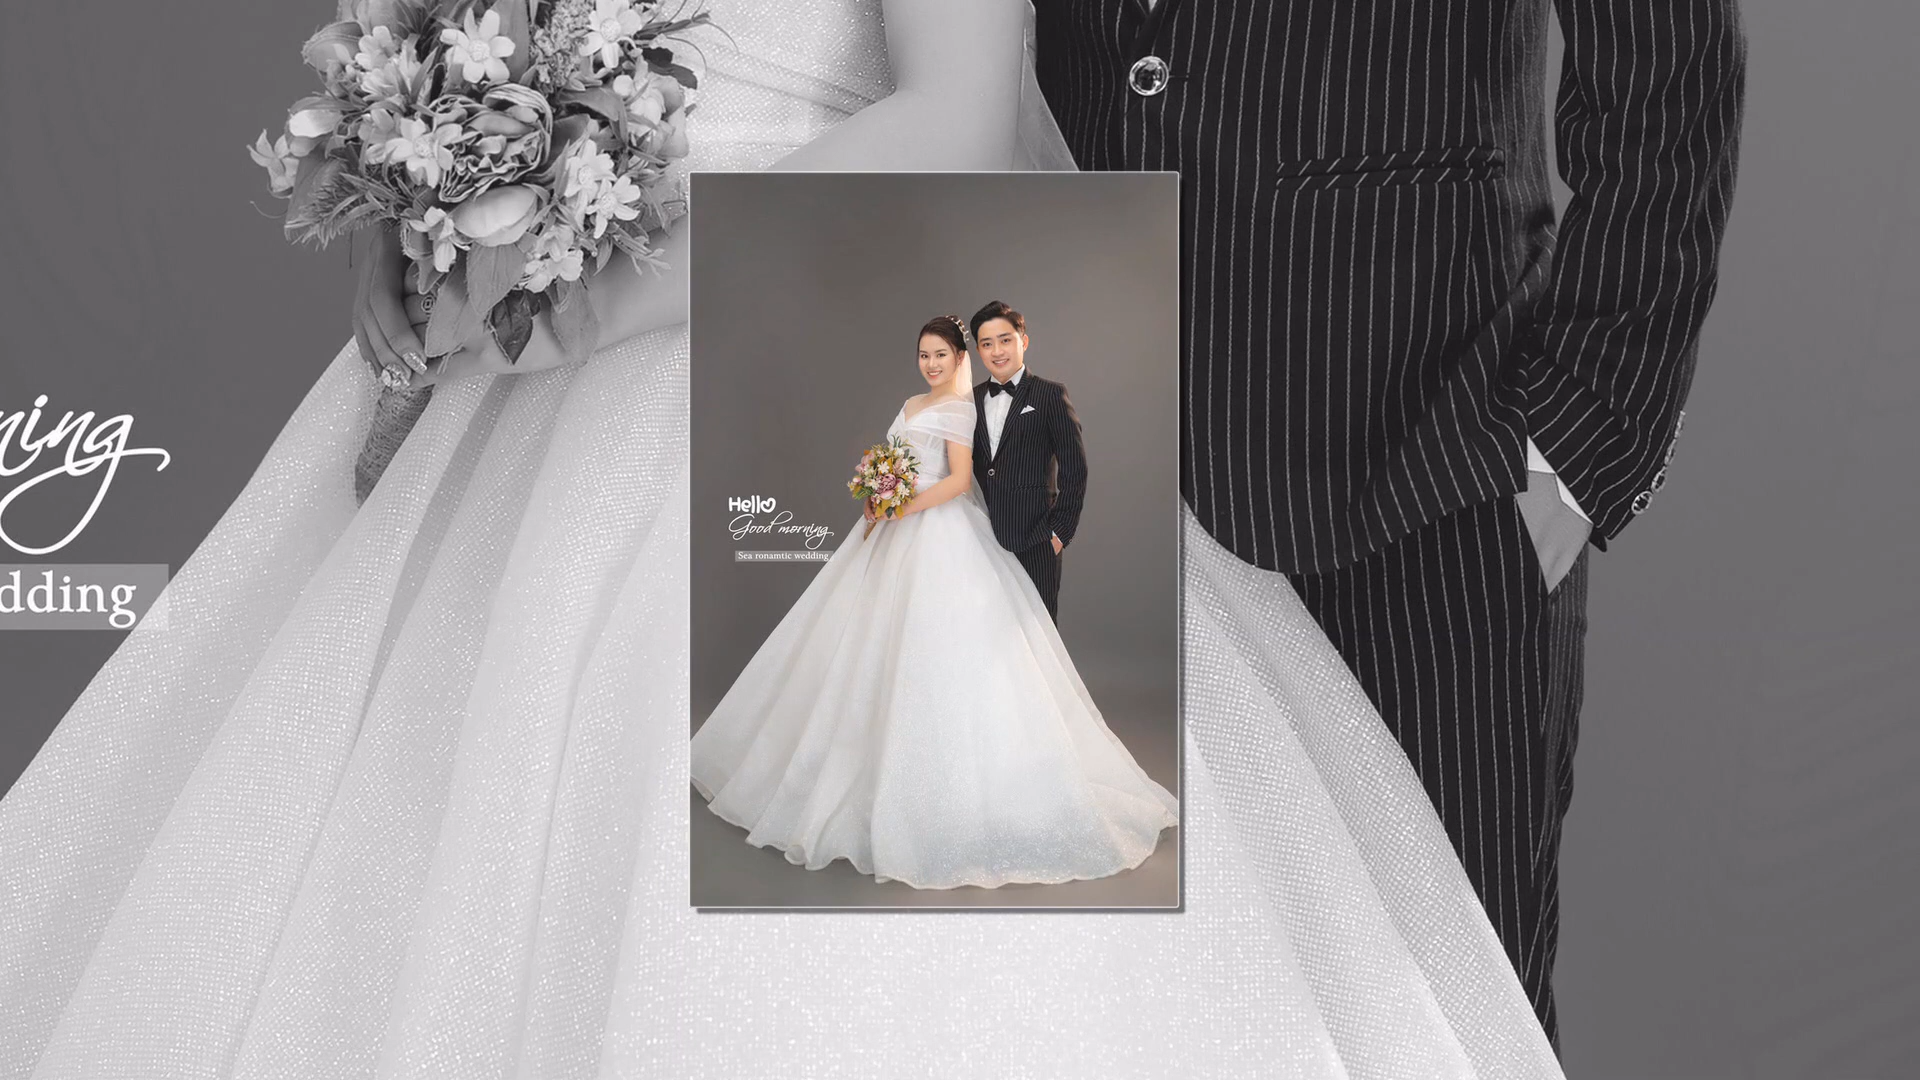 ning
dding
Hello
Good morning
Sea ronamtic wedding